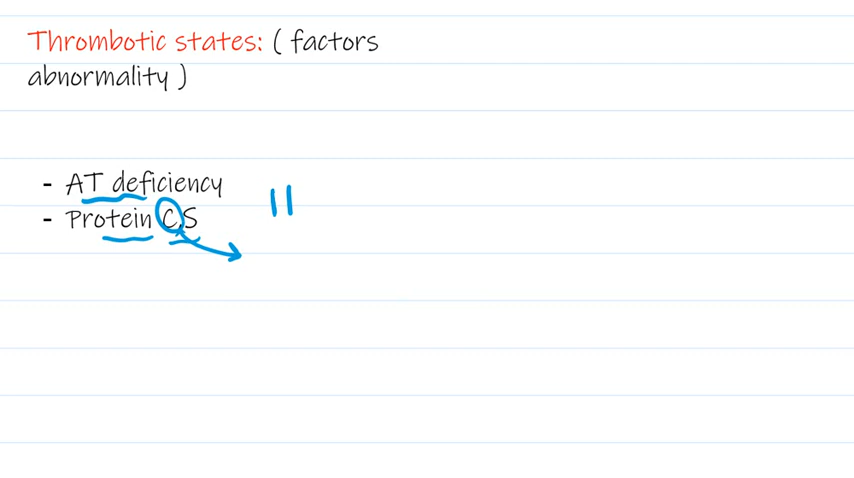 Thrombotic states: ( factors
abnormality )
- AT deficiency
- Protein C,S